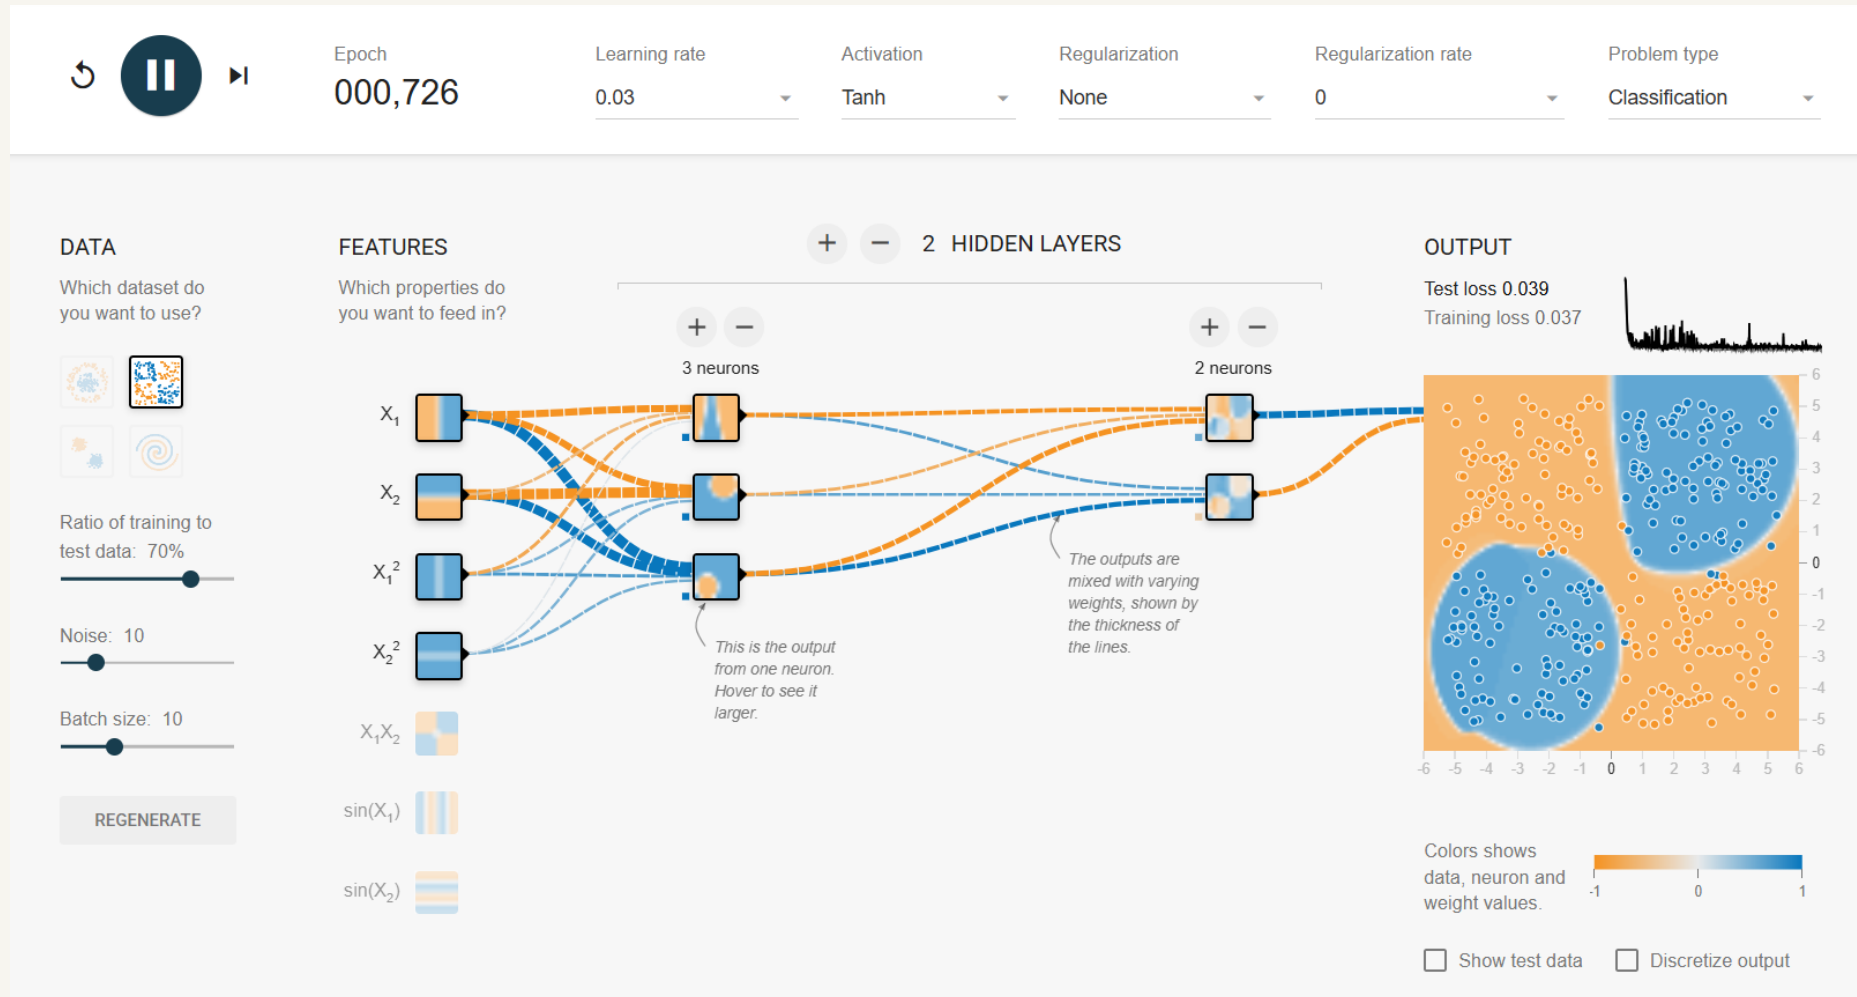 Epoch
000,726
Learning rate
0.03
Activation
Tanh
Regularization
None
Regularization rate
0
Problem type
Classification
DATA
Which dataset do
you want to use?
Ratio of training to
test data: 70%
Noise: 10
Batch size: 10
REGENERATE
FEATURES
Which properties do
you want to feed in?
X₁
X₂
X₁²
X₂²
X₁X₂
sin(X₁)
sin(X₂)
+ − 2 HIDDEN LAYERS
+ −
3 neurons
+ −
2 neurons
This is the output
from one neuron.
Hover to see it
larger.
The outputs are
mixed with varying
weights, shown by
the thickness of
the lines.
OUTPUT
Test loss 0.039
Training loss 0.037
6
5
4
3
2
1
0
-1
-2
-3
-4
-5
-6
-6 -5 -4 -3 -2 -1 0 1 2 3 4 5 6
Colors shows
data, neuron and
weight values.
-1 0 1
Show test data
Discretize output